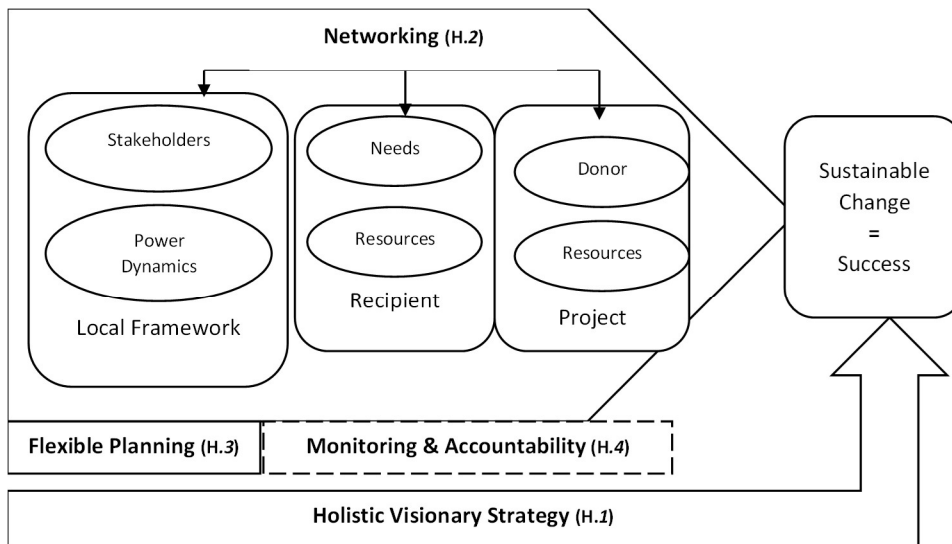 Networking (H.2)
Stakeholders
Power
Dynamics
Local Framework
Needs
Resources
Recipient
Donor
Resources
Project
Sustainable
Change
=
Success
Flexible Planning (H.3)
Monitoring & Accountability (H.4)
Holistic Visionary Strategy (H.1)